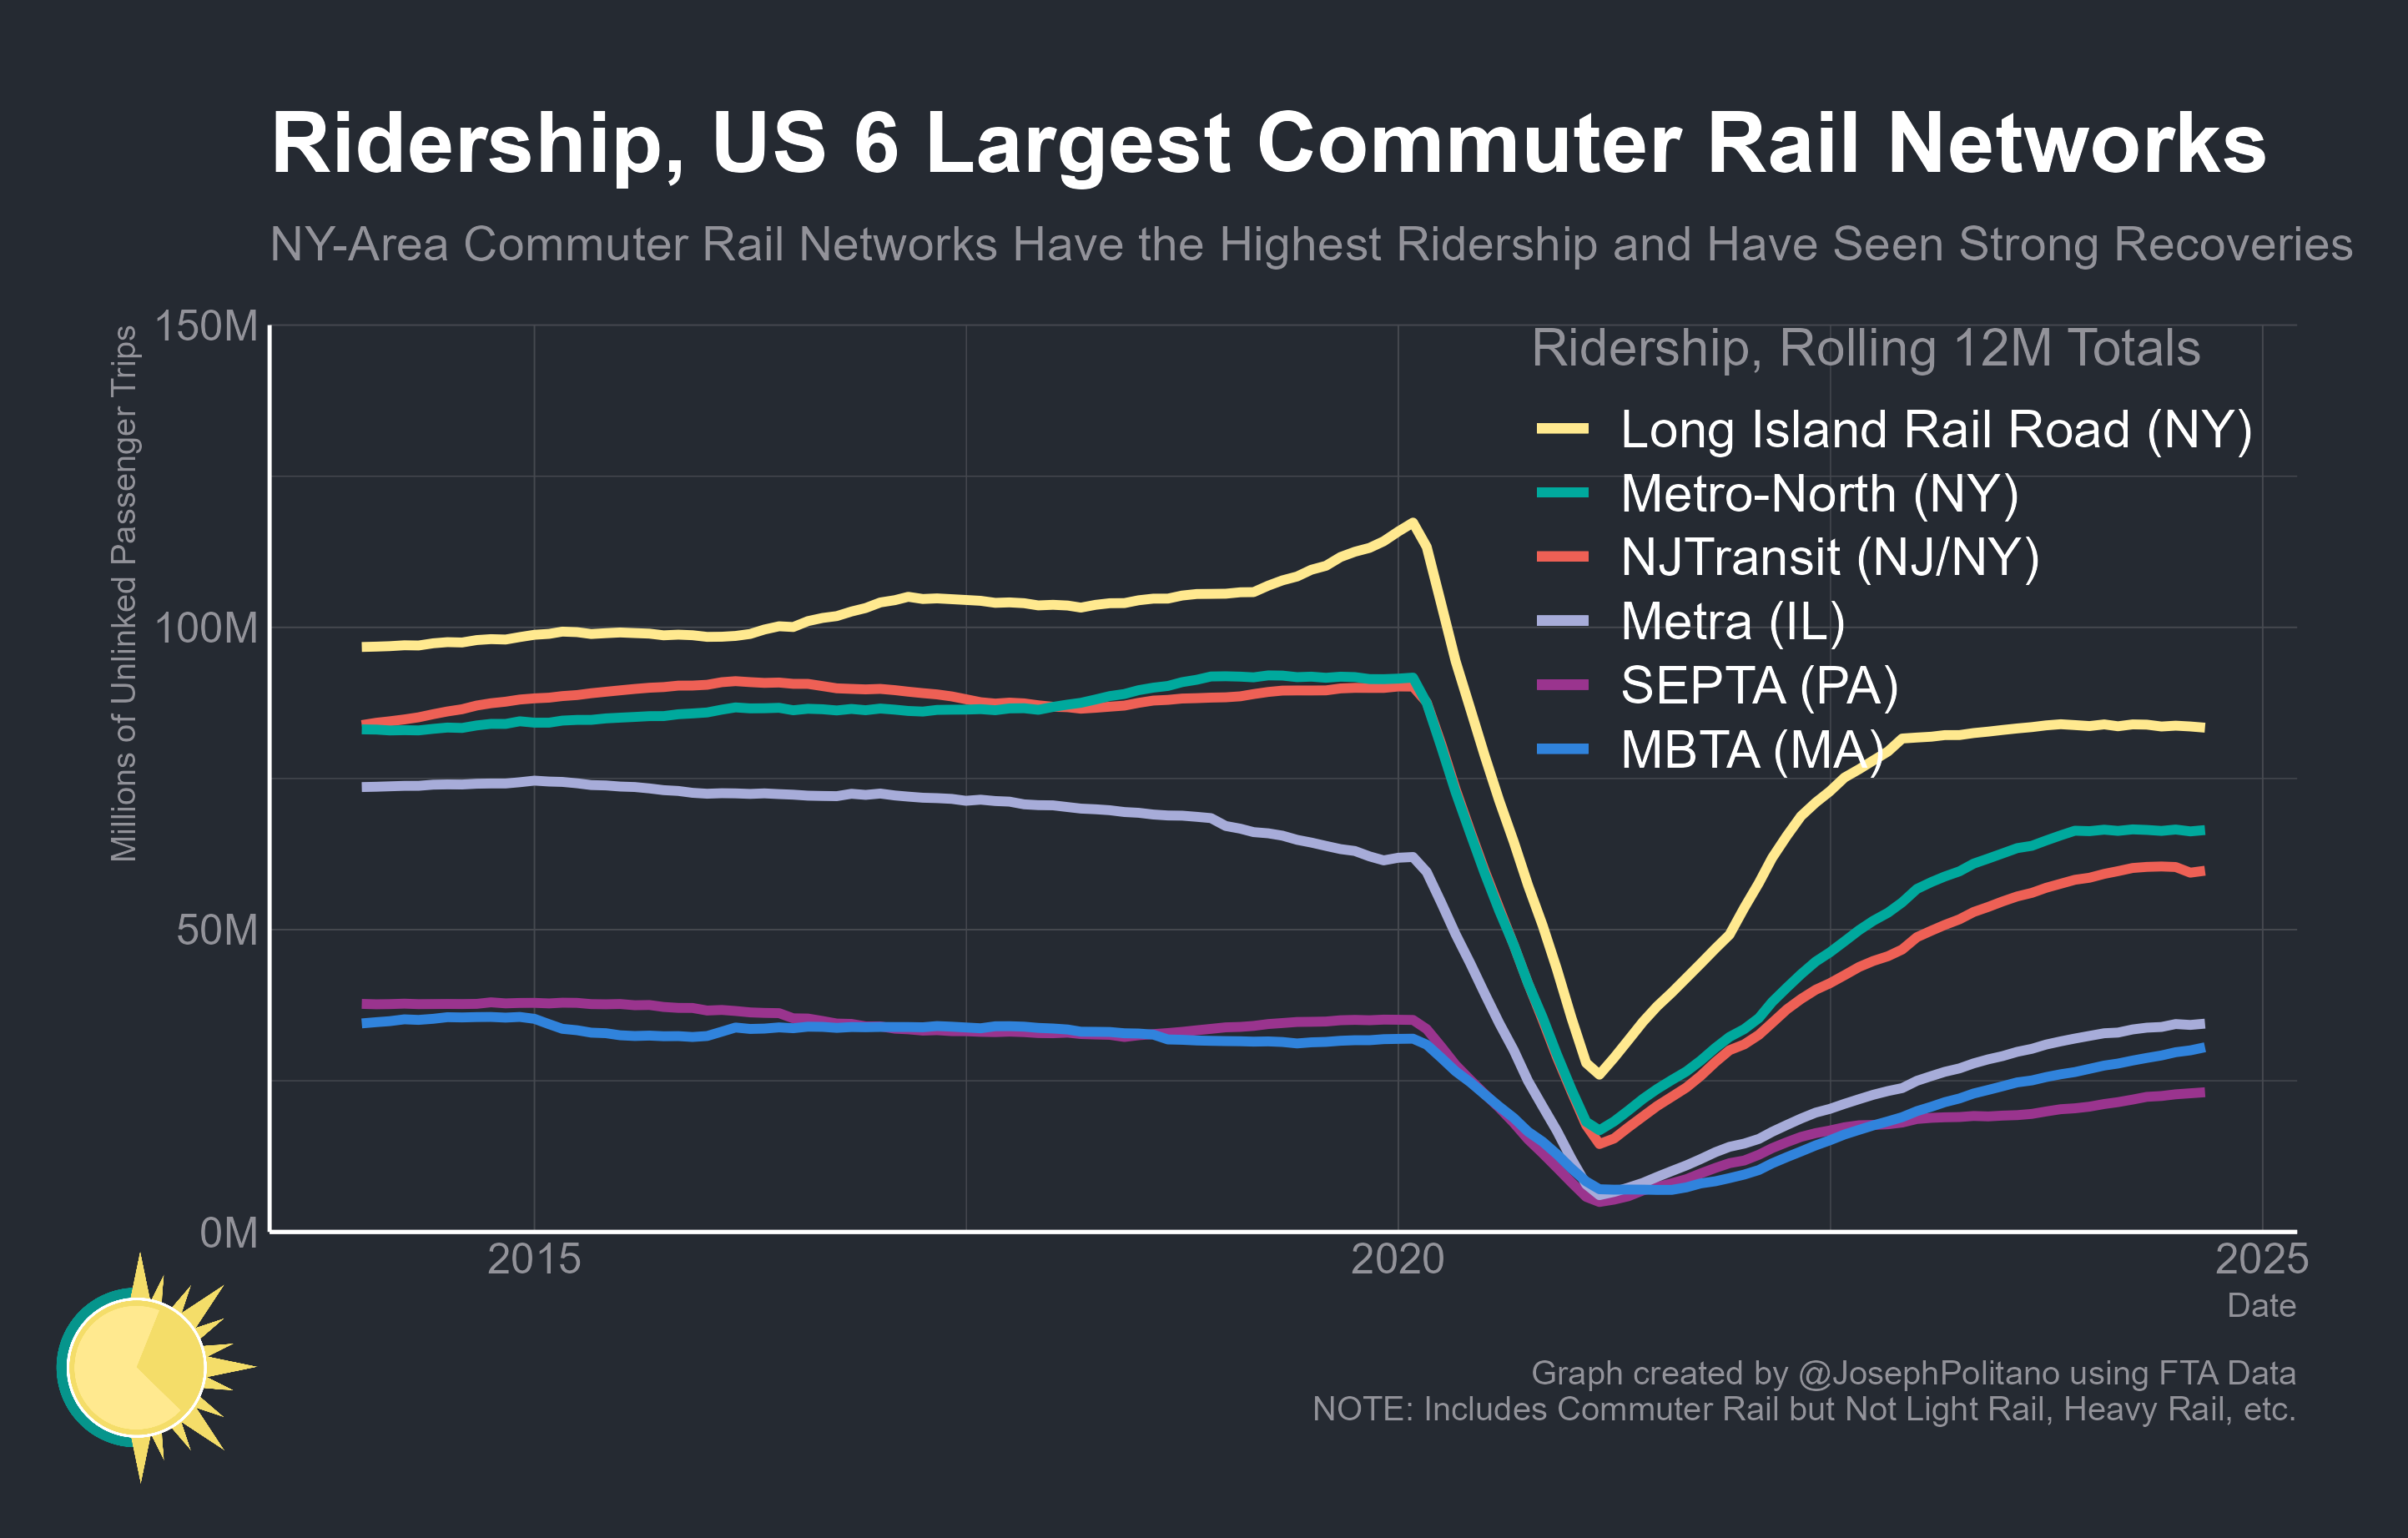 Ridership, US 6 Largest Commuter Rail Networks
NY-Area Commuter Rail Networks Have the Highest Ridership and Have Seen Strong Recoveries
Millions of Unlinked Passenger Trips
150M
100M
50M
0M
Ridership, Rolling 12M Totals
Long Island Rail Road (NY)
Metro-North (NY)
NJTransit (NJ/NY)
Metra (IL)
SEPTA (PA)
MBTA (MA)
2015
2020
2025
Date
Graph created by @JosephPolitano using FTA Data
NOTE: Includes Commuter Rail but Not Light Rail, Heavy Rail, etc.